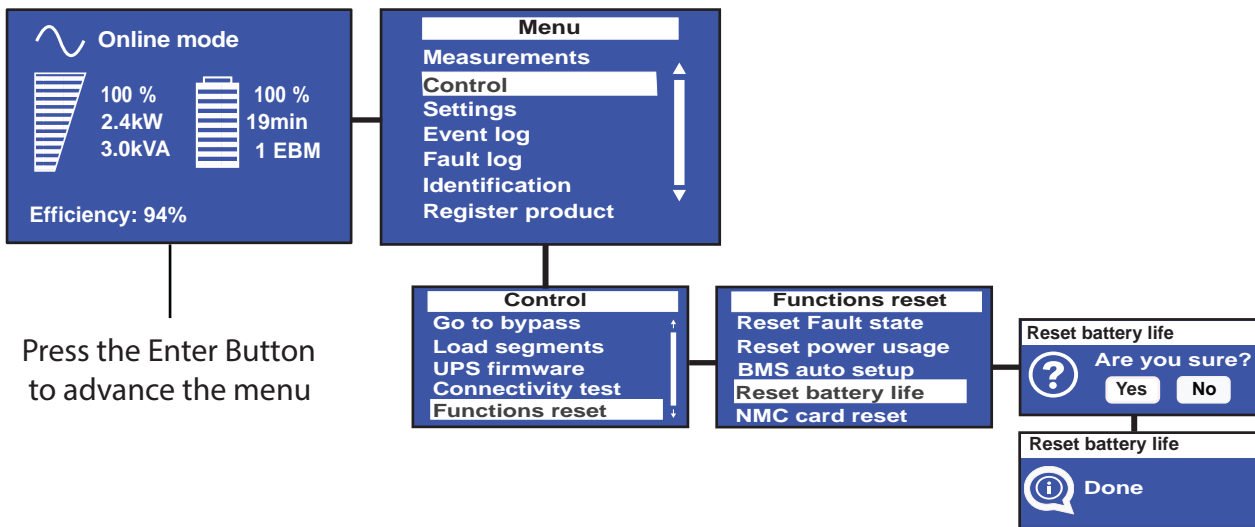 Online mode
100 %
2.4kW
3.0kVA
100 %
19min
1 EBM
Efficiency: 94%
Press the Enter Button
to advance the menu
Menu
Measurements
Control
Settings
Event log
Fault log
Identification
Register product
Control
Go to bypass
Load segments
UPS firmware
Connectivity test
Functions reset
Functions reset
Reset Fault state
Reset power usage
BMS auto setup
Reset battery life
NMC card reset
Reset battery life
Are you sure?
Yes No
Reset battery life
Done